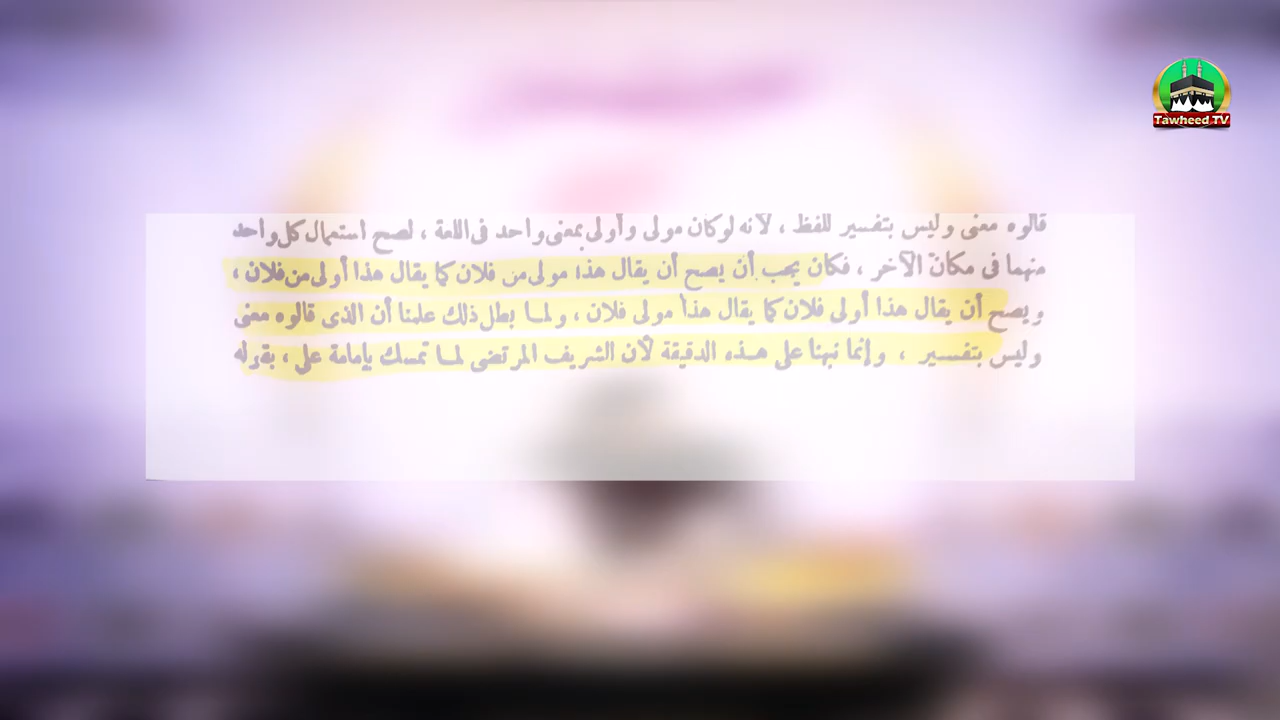 Tawheed TV
قالوه معنى وليس بتفسير للفظ ، لأنه لو كان مولى وأولى بمعنى واحد فى اللغة ، لصح استعمال كل واحد
منهما فى مكان الآخر ، فكان يجب أن يصح أن يقال هذا مولى من فلان كما يقال هذا أولى من فلان ،
ويصح أن يقال هذا أولى فلان كما يقال هذا مولى فلان ، ولما بطل ذلك علمنا أن الذى قالوه معنى
وليس بتفسير ، وإنما نبهنا على هذه الدقيقة لأن الشريف المرتضى لما تمسك بإمامة على ، بقوله